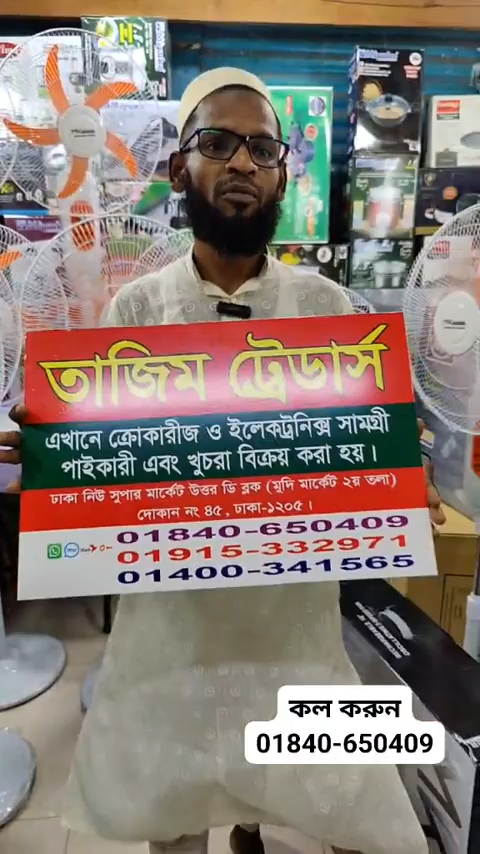 তাজিম ট্রেডার্স
এখানে ক্রোকারীজ ও ইলেকট্রনিক্স সামগ্রী
পাইকারী এবং খুচরা বিক্রয় করা হয়।
ঢাকা নিউ সুপার মার্কেট উত্তর ডি ব্লক (মুদি মার্কেট ২য় তলা)
দোকান নং ৪৫, ঢাকা-১২০৫।
01840-650409
01915-332971
01400-341565
কল করুন
01840-650409